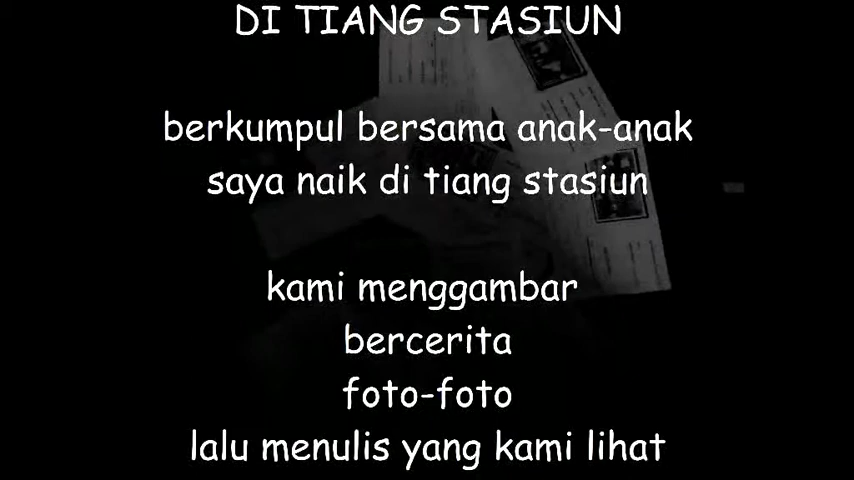 DI TIANG STASIUN
berkumpul bersama anak-anak
saya naik di tiang stasiun
kami menggambar
bercerita
foto-foto
lalu menulis yang kami lihat